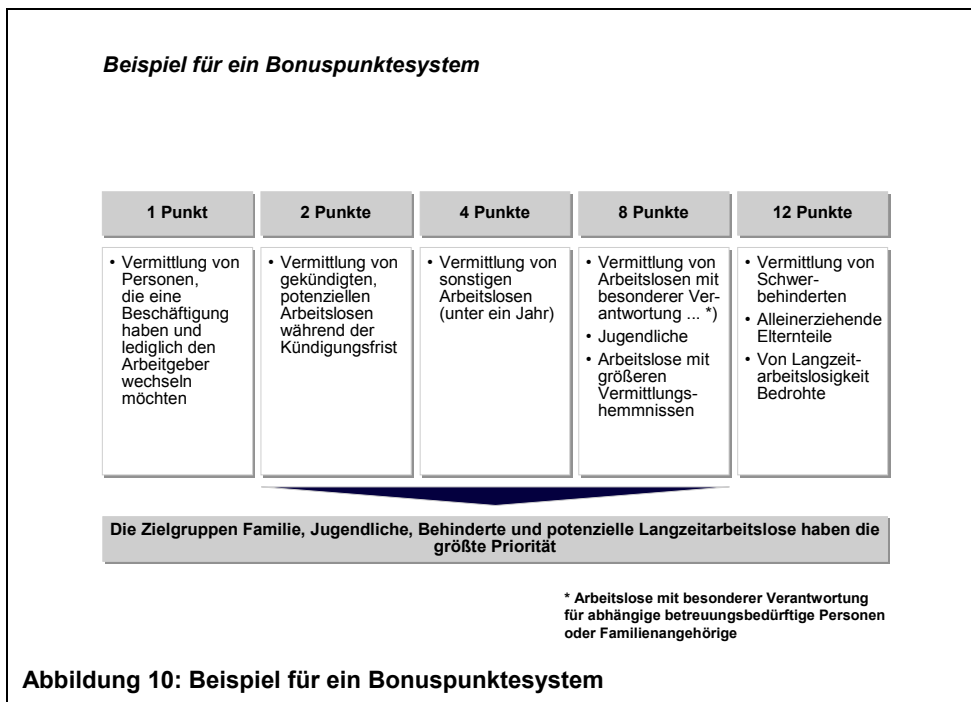 Beispiel für ein Bonuspunktesystem
1 Punkt
• Vermittlung von
Personen,
die eine
Beschäftigung
haben und
lediglich den
Arbeitgeber
wechseln
möchten
2 Punkte
• Vermittlung von
gekündigten,
potenziellen
Arbeitslosen
während der
Kündigungsfrist
4 Punkte
• Vermittlung von
sonstigen
Arbeitslosen
(unter ein Jahr)
8 Punkte
• Vermittlung von
Arbeitslosen mit
besonderer Ver-
antwortung ... *)
• Jugendliche
• Arbeitslose mit
größeren
Vermittlungs-
hemmnissen
12 Punkte
• Vermittlung von
Schwer-
behinderten
• Alleinerziehende
Elternteile
• Von Langzeit-
arbeitslosigkeit
Bedrohte
Die Zielgruppen Familie, Jugendliche, Behinderte und potenzielle Langzeitarbeitslose haben die
größte Priorität
* Arbeitslose mit besonderer Verantwortung
für abhängige betreuungsbedürftige Personen
oder Familienangehörige
Abbildung 10: Beispiel für ein Bonuspunktesystem